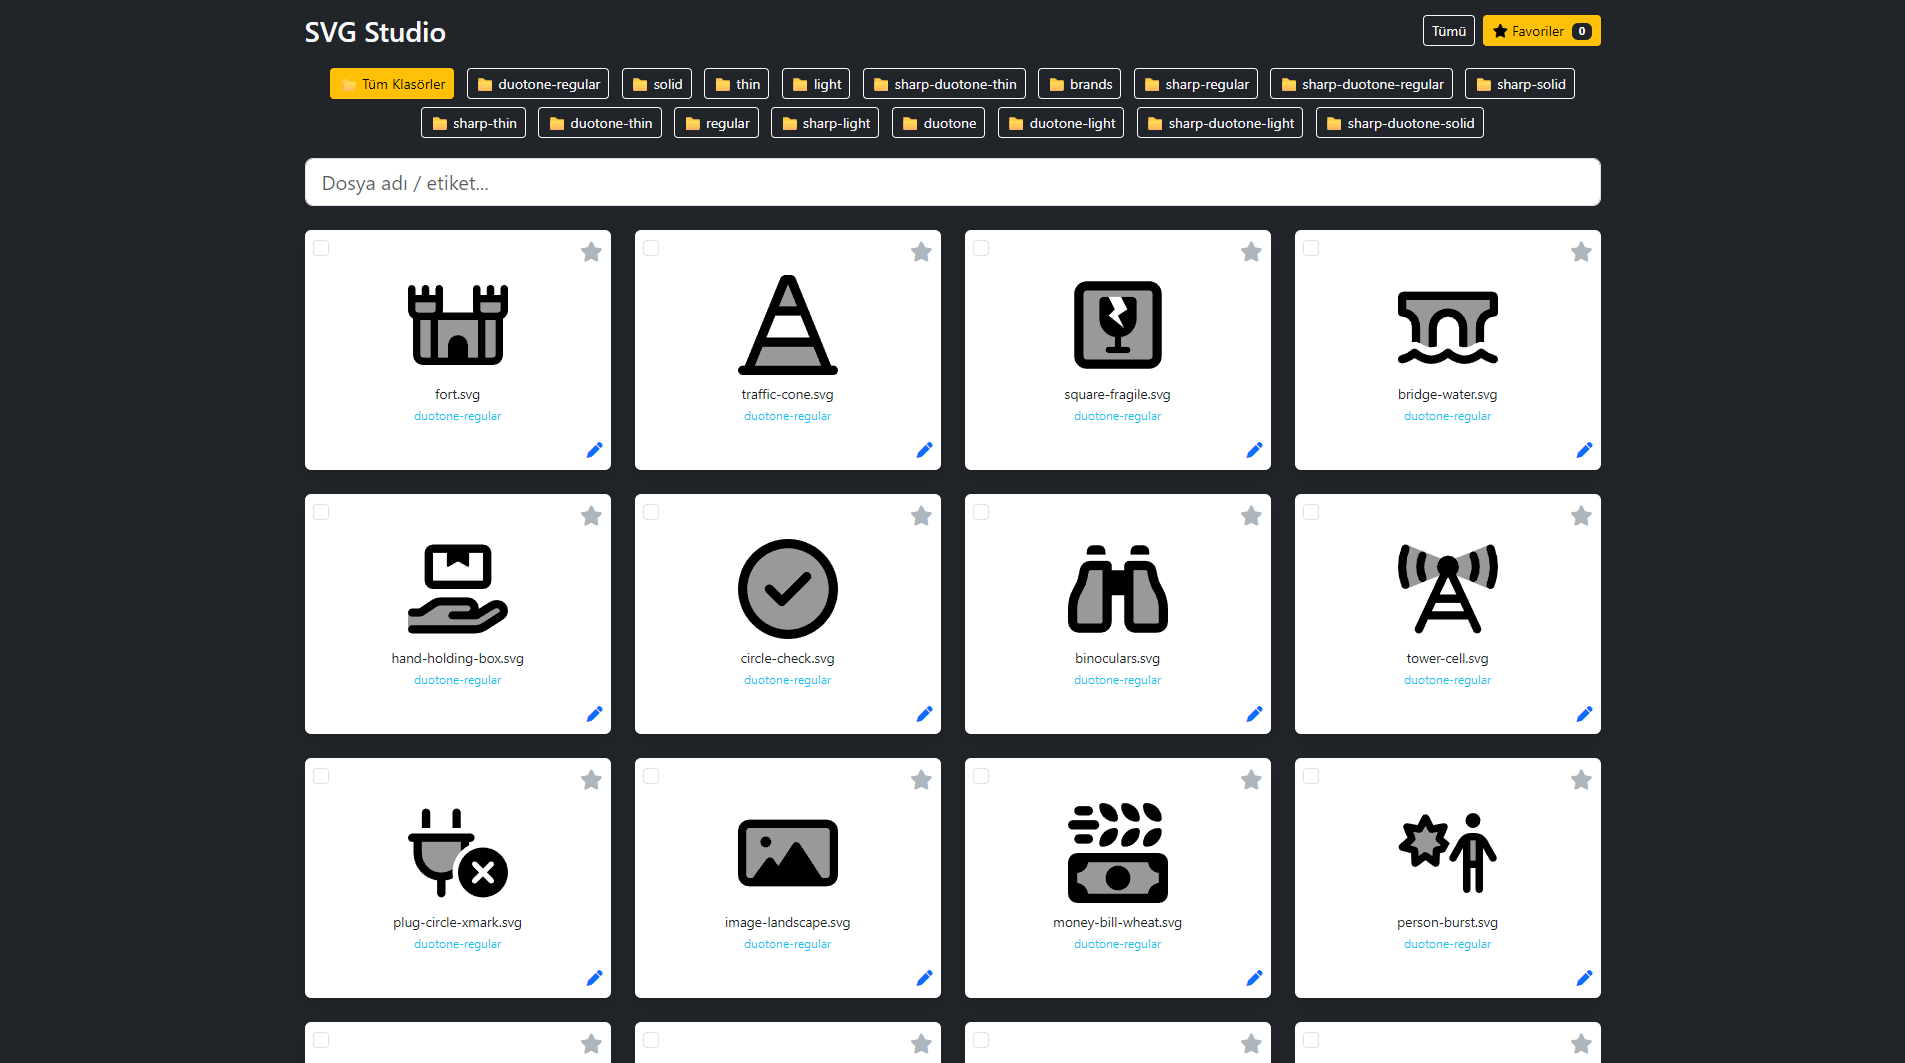 SVG Studio
Tümü
Favoriler 0
Tüm Klasörler duotone-regular solid thin light sharp-duotone-thin brands sharp-regular sharp-duotone-regular sharp-solid
sharp-thin duotone-thin regular sharp-light duotone duotone-light sharp-duotone-light sharp-duotone-solid
Dosya adı / etiket...
fort.svg
duotone-regular
traffic-cone.svg
duotone-regular
square-fragile.svg
duotone-regular
bridge-water.svg
duotone-regular
hand-holding-box.svg
duotone-regular
circle-check.svg
duotone-regular
binoculars.svg
duotone-regular
tower-cell.svg
duotone-regular
plug-circle-xmark.svg
duotone-regular
image-landscape.svg
duotone-regular
money-bill-wheat.svg
duotone-regular
person-burst.svg
duotone-regular